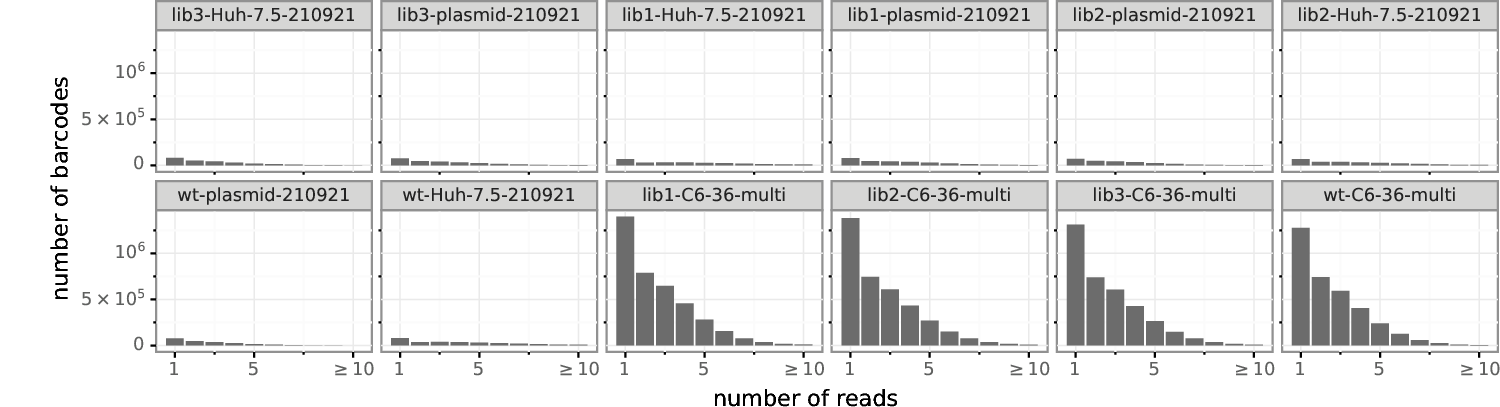 lib3-Huh-7.5-210921 lib3-plasmid-210921 lib1-Huh-7.5-210921 lib1-plasmid-210921 lib2-plasmid-210921 lib2-Huh-7.5-210921
number of barcodes
10⁶
5 × 10⁵
0
wt-plasmid-210921 wt-Huh-7.5-210921 lib1-C6-36-multi lib2-C6-36-multi lib3-C6-36-multi wt-C6-36-multi
10⁶
5 × 10⁵
0
1 5 ≥ 10 1 5 ≥ 10 1 5 ≥ 10 1 5 ≥ 10 1 5 ≥ 10 1 5 ≥ 10
number of reads